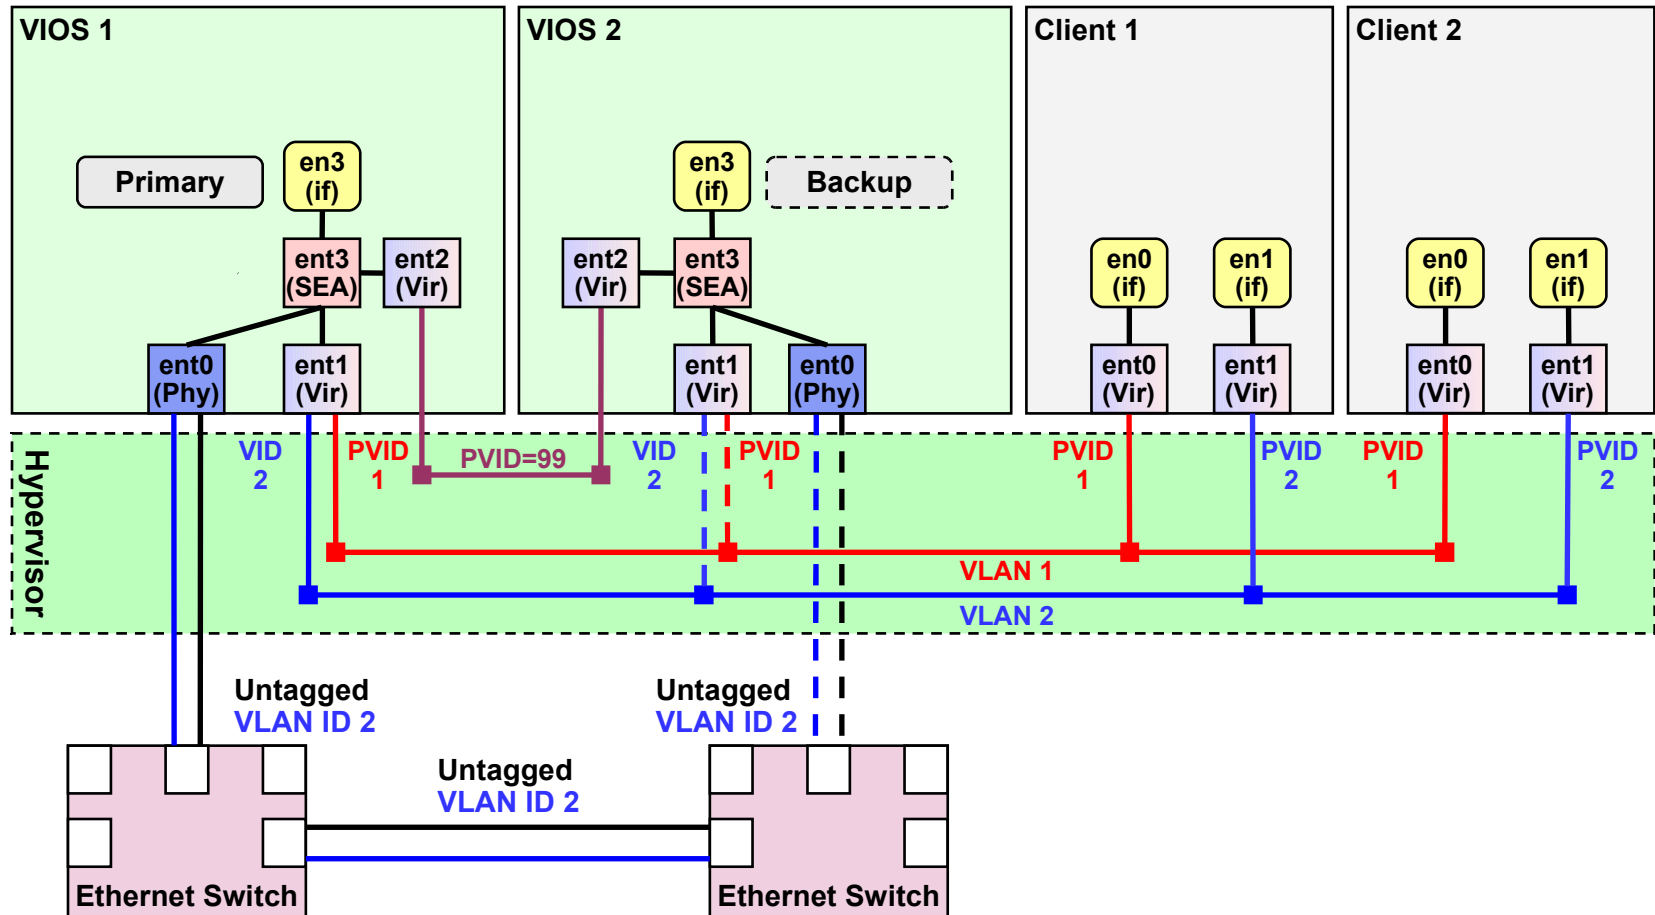 VIOS 1
VIOS 2
Client 1
Client 2
Primary
en3
(if)
en3
(if)
Backup
ent3
(SEA)
ent2
(Vir)
ent2
(Vir)
ent3
(SEA)
en0
(if)
en1
(if)
en0
(if)
en1
(if)
ent0
(Phy)
ent1
(Vir)
ent1
(Vir)
ent0
(Phy)
ent0
(Vir)
ent1
(Vir)
ent0
(Vir)
ent1
(Vir)
Hypervisor
VID
2
PVID
1
PVID=99
VID
2
PVID
1
PVID
1
PVID
2
PVID
1
PVID
2
VLAN 1
VLAN 2
Untagged
VLAN ID 2
Untagged
VLAN ID 2
Untagged
VLAN ID 2
Ethernet Switch
Ethernet Switch